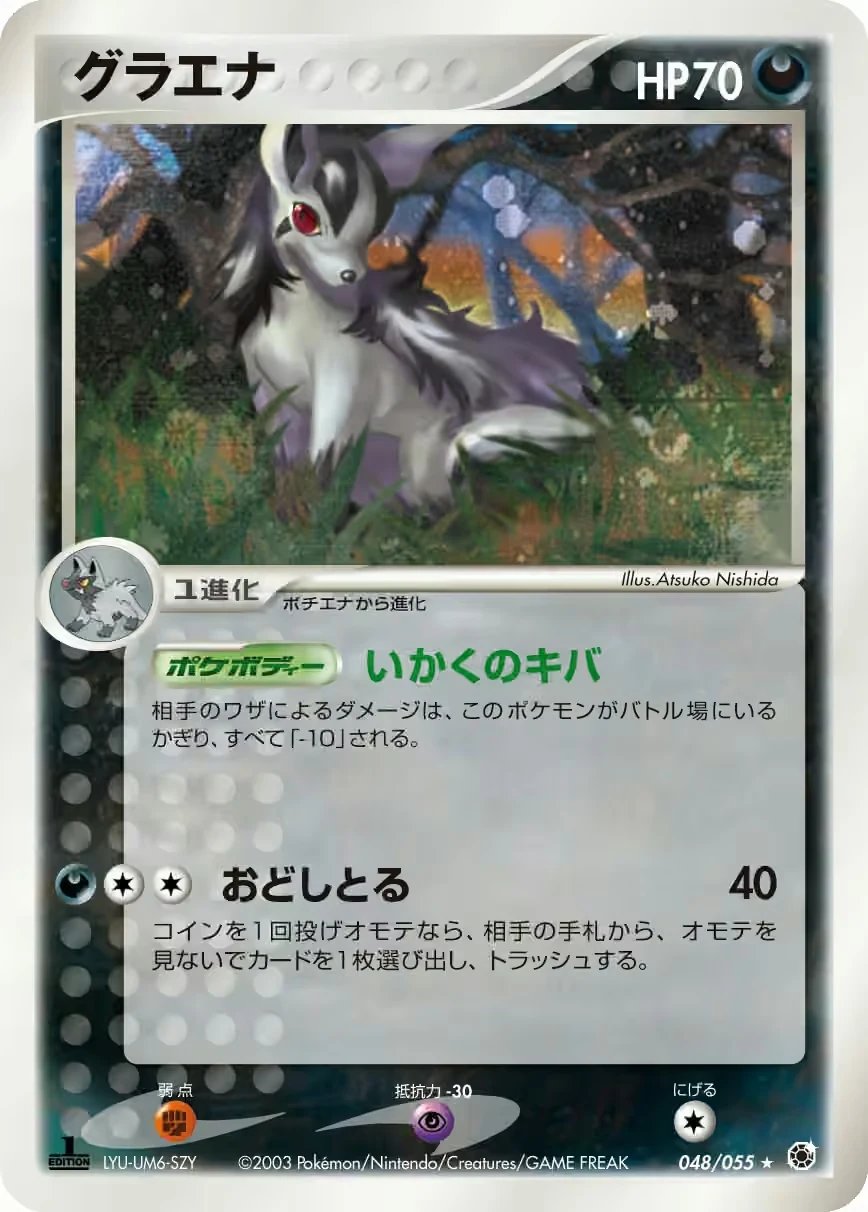 グラエナ
HP70
Illus.Atsuko Nishida
1進化
ポチエナから進化
ポケボディー いかくのキバ
相手のワザによるダメージは、このポケモンがバトル場にいる
かぎり、すべて「-10」される。
おどしとる 40
コインを1回投げオモテなら、相手の手札から、オモテを
見ないでカードを1枚選び出し、トラッシュする。
弱点 抵抗力 -30 にげる
1
EDITION
LYU-UM6-SZY ©2003 Pokémon/Nintendo/Creatures/GAME FREAK 048/055 ★